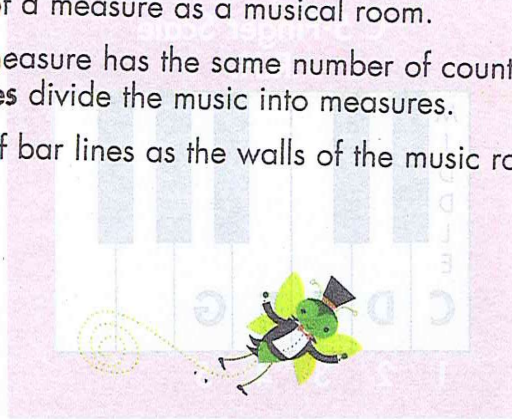 f a measure as a musical room.
easure has the same number of count
es divide the music into measures.
f bar lines as the walls of the music ro